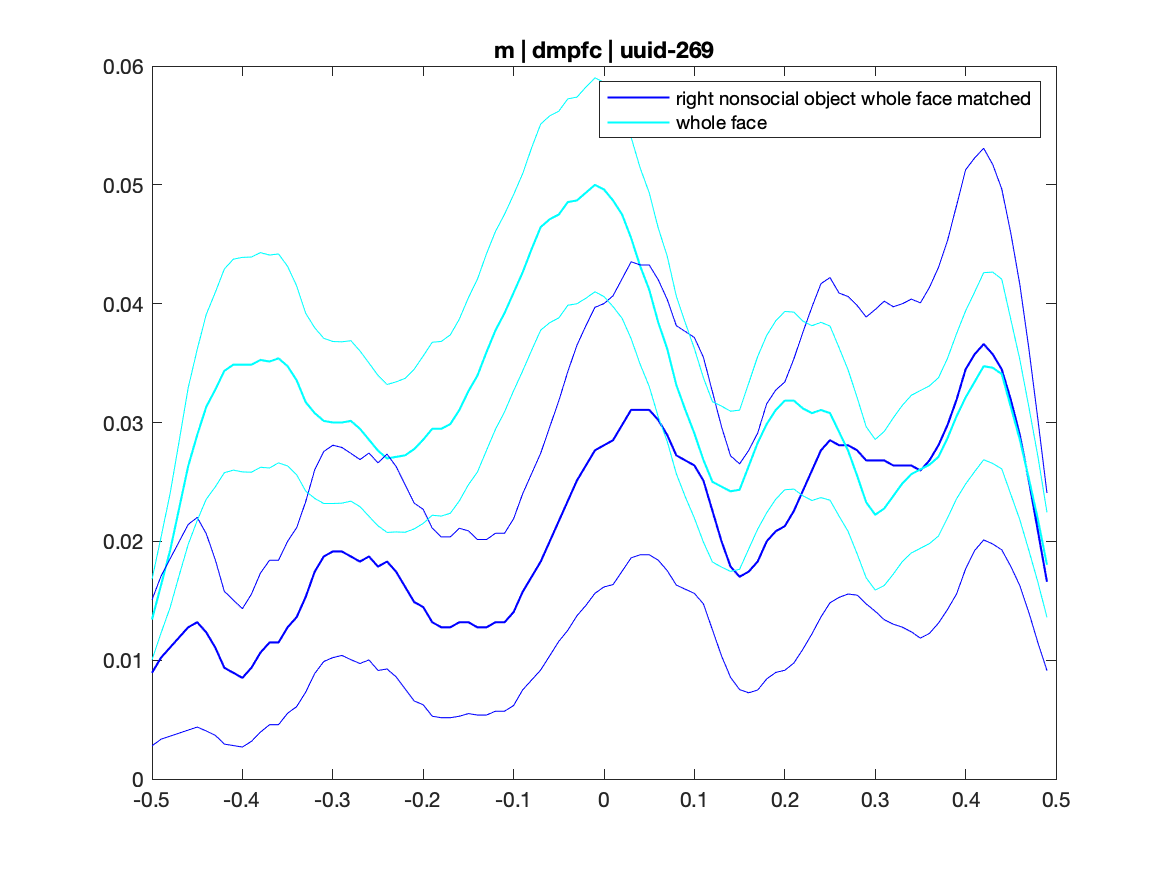 m | dmpfc | uuid-269
0.06
right nonsocial object whole face matched
whole face
0.05
0.04
0.03
0.02
0.01
0
-0.5 -0.4 -0.3 -0.2 -0.1 0 0.1 0.2 0.3 0.4 0.5